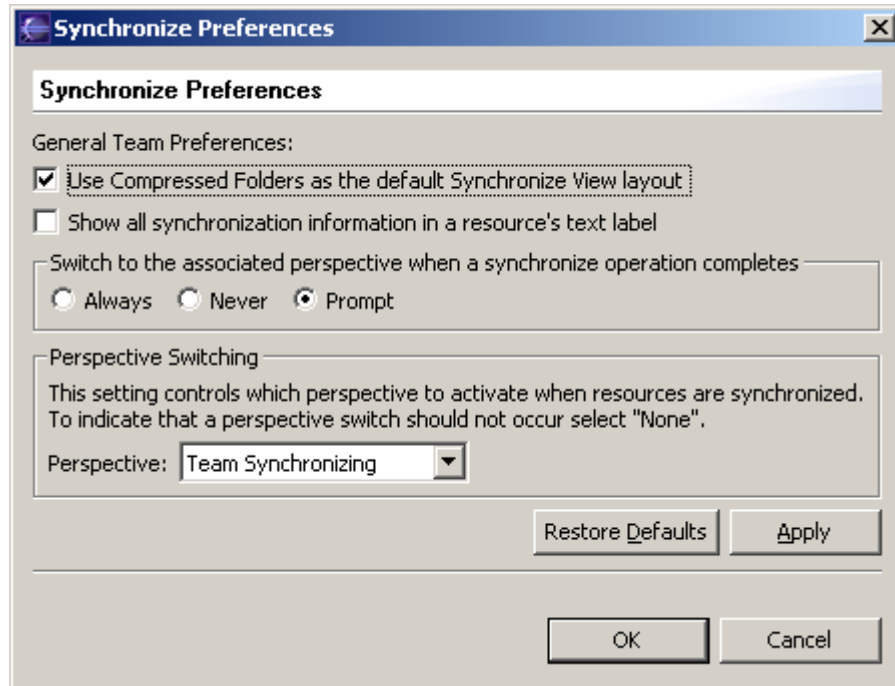 Synchronize Preferences
Synchronize Preferences
General Team Preferences:
Use Compressed Folders as the default Synchronize View layout
Show all synchronization information in a resource's text label
Switch to the associated perspective when a synchronize operation completes
Always Never Prompt
Perspective Switching
This setting controls which perspective to activate when resources are synchronized.
To indicate that a perspective switch should not occur select "None".
Perspective: Team Synchronizing
Restore Defaults Apply
OK Cancel